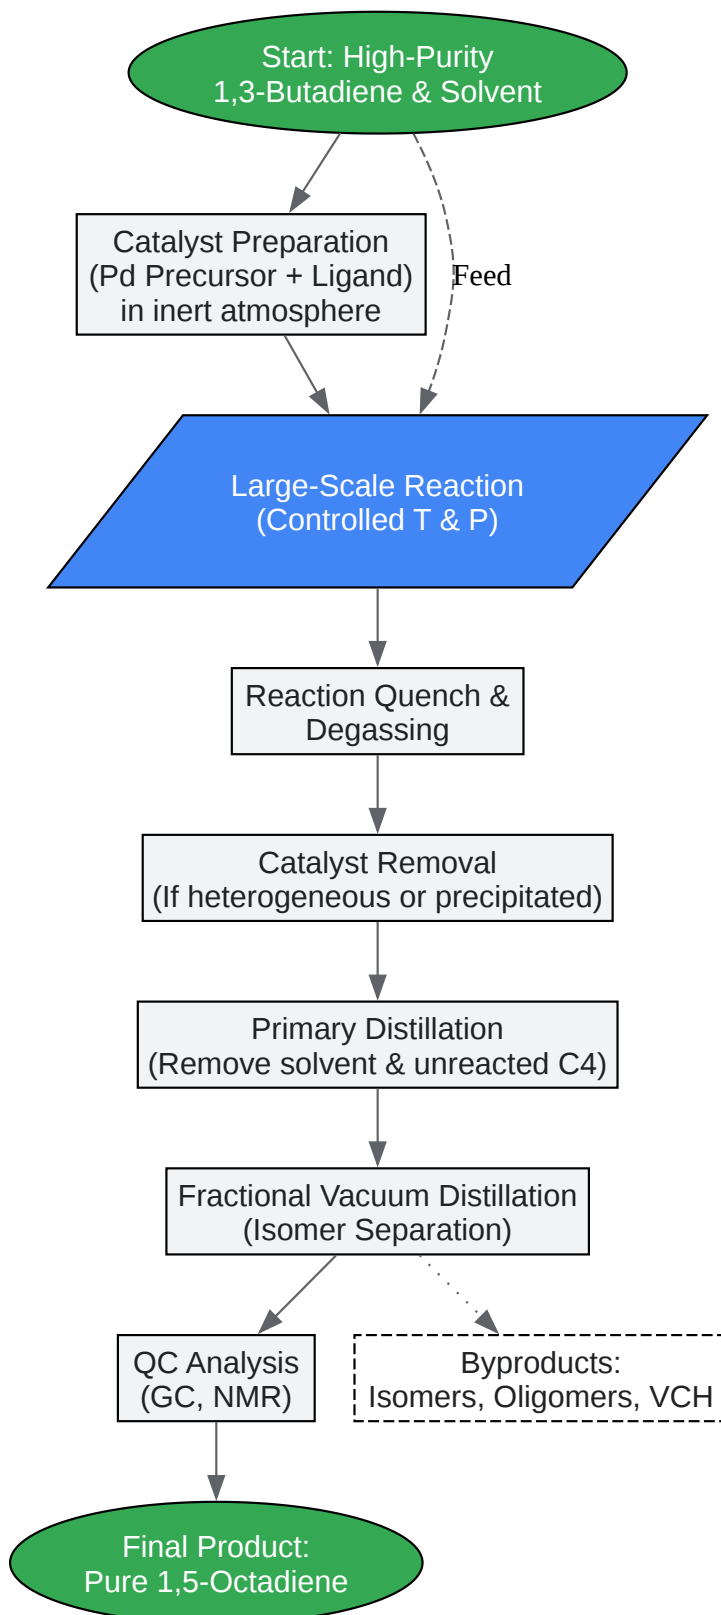 Start: High-Purity
1,3-Butadiene & Solvent
Catalyst Preparation
(Pd Precursor + Ligand)
in inert atmosphere
Feed
Large-Scale Reaction
(Controlled T & P)
Reaction Quench &
Degassing
Catalyst Removal
(If heterogeneous or precipitated)
Primary Distillation
(Remove solvent & unreacted C4)
Fractional Vacuum Distillation
(Isomer Separation)
QC Analysis
(GC, NMR)
Byproducts:
Isomers, Oligomers, VCH
Final Product:
Pure 1,5-Octadiene